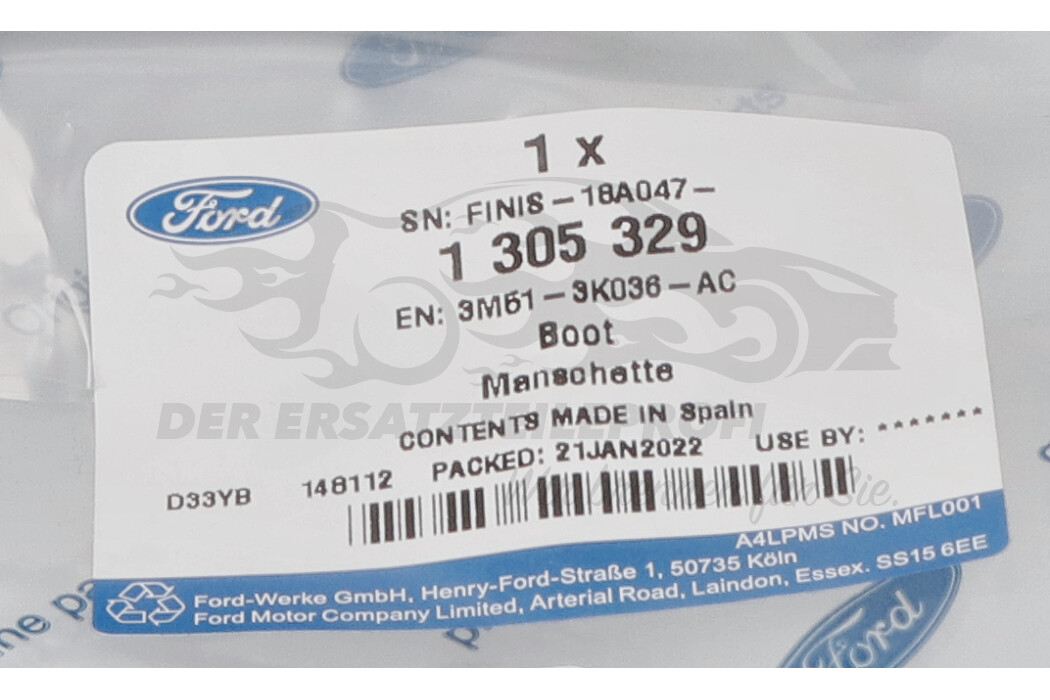 1 x
Ford
SN: FINIS-18A047-
1 305 329
EN: 3M51-3K036-AC
Boot
Manschette
DER ERSATZTEILPROFI
CONTENTS MADE IN Spain
PACKED: 21JAN2022 USE BY: *******
D33YB 148112
A4LPMS NO. MFL001
Ford-Werke GmbH, Henry-Ford-Straße 1, 50735 Köln
Ford Motor Company Limited, Arterial Road, Laindon, Essex. SS15 6EE
Ford